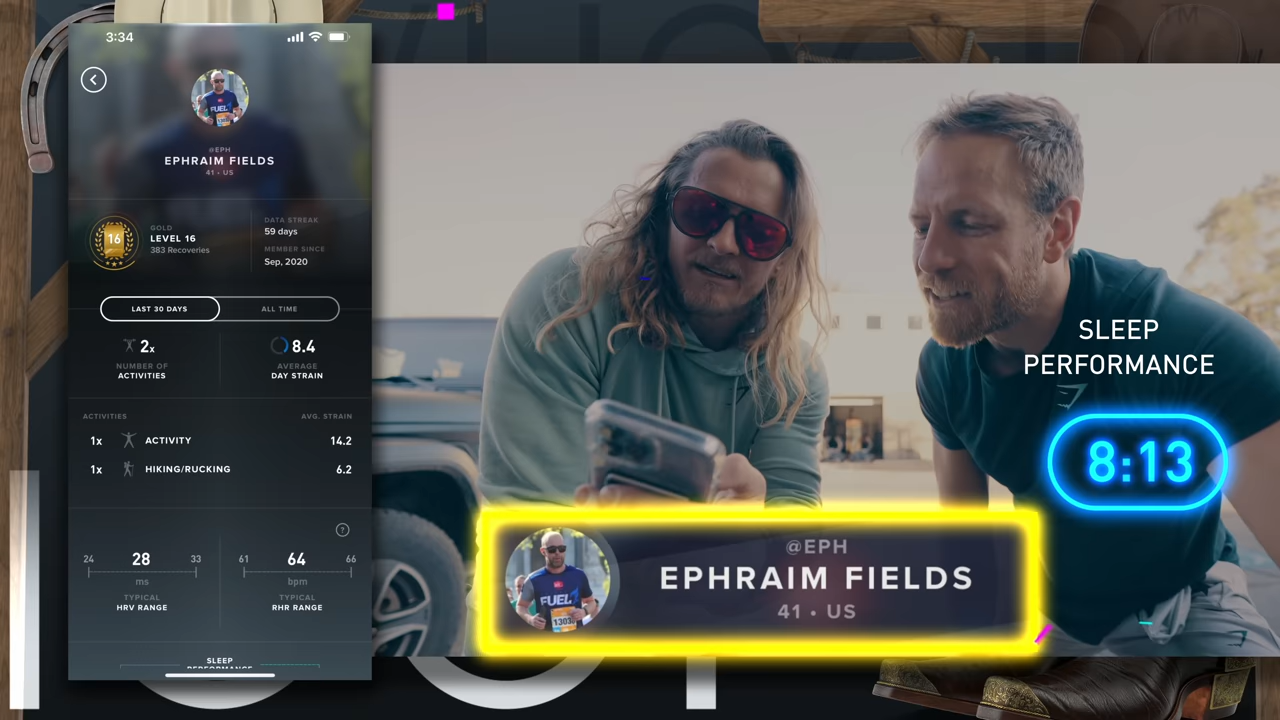 3:34
@EPH
EPHRAIM FIELDS
41 • US
16
GOLD
LEVEL 16
383 Recoveries
DATA STREAK
59 days
MEMBER SINCE
Sep, 2020
LAST 30 DAYS
ALL TIME
2x
NUMBER OF
ACTIVITIES
8.4
AVERAGE
DAY STRAIN
ACTIVITIES
AVG. STRAIN
1x ACTIVITY 14.2
1x HIKING/RUCKING 6.2
?
24 28 33
ms
TYPICAL
HRV RANGE
61 64 66
bpm
TYPICAL
RHR RANGE
SLEEP
PERFORMANCE
FUEL
SLEEP
PERFORMANCE
8:13
@EPH
EPHRAIM FIELDS
41 • US
FUEL
TM